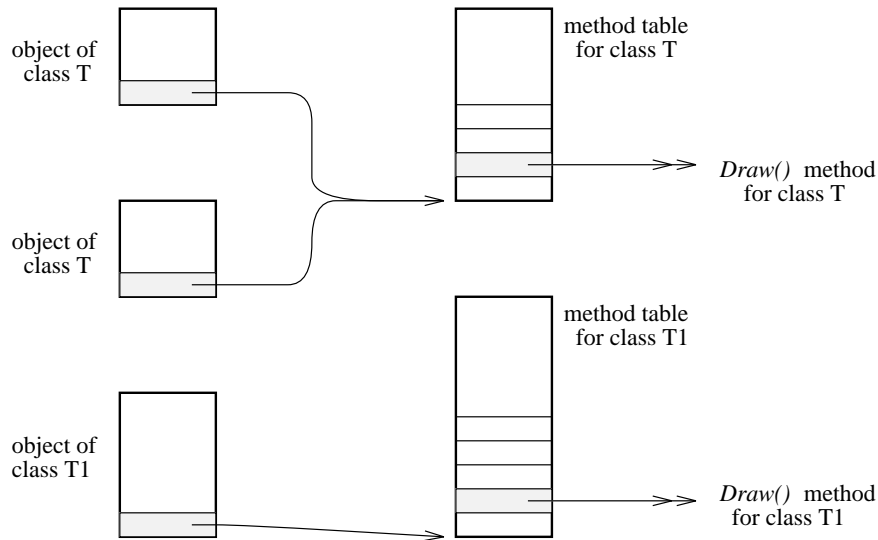 object of
class T
method table
for class T
Draw() method
for class T
object of
class T
method table
for class T1
object of
class T1
Draw() method
for class T1